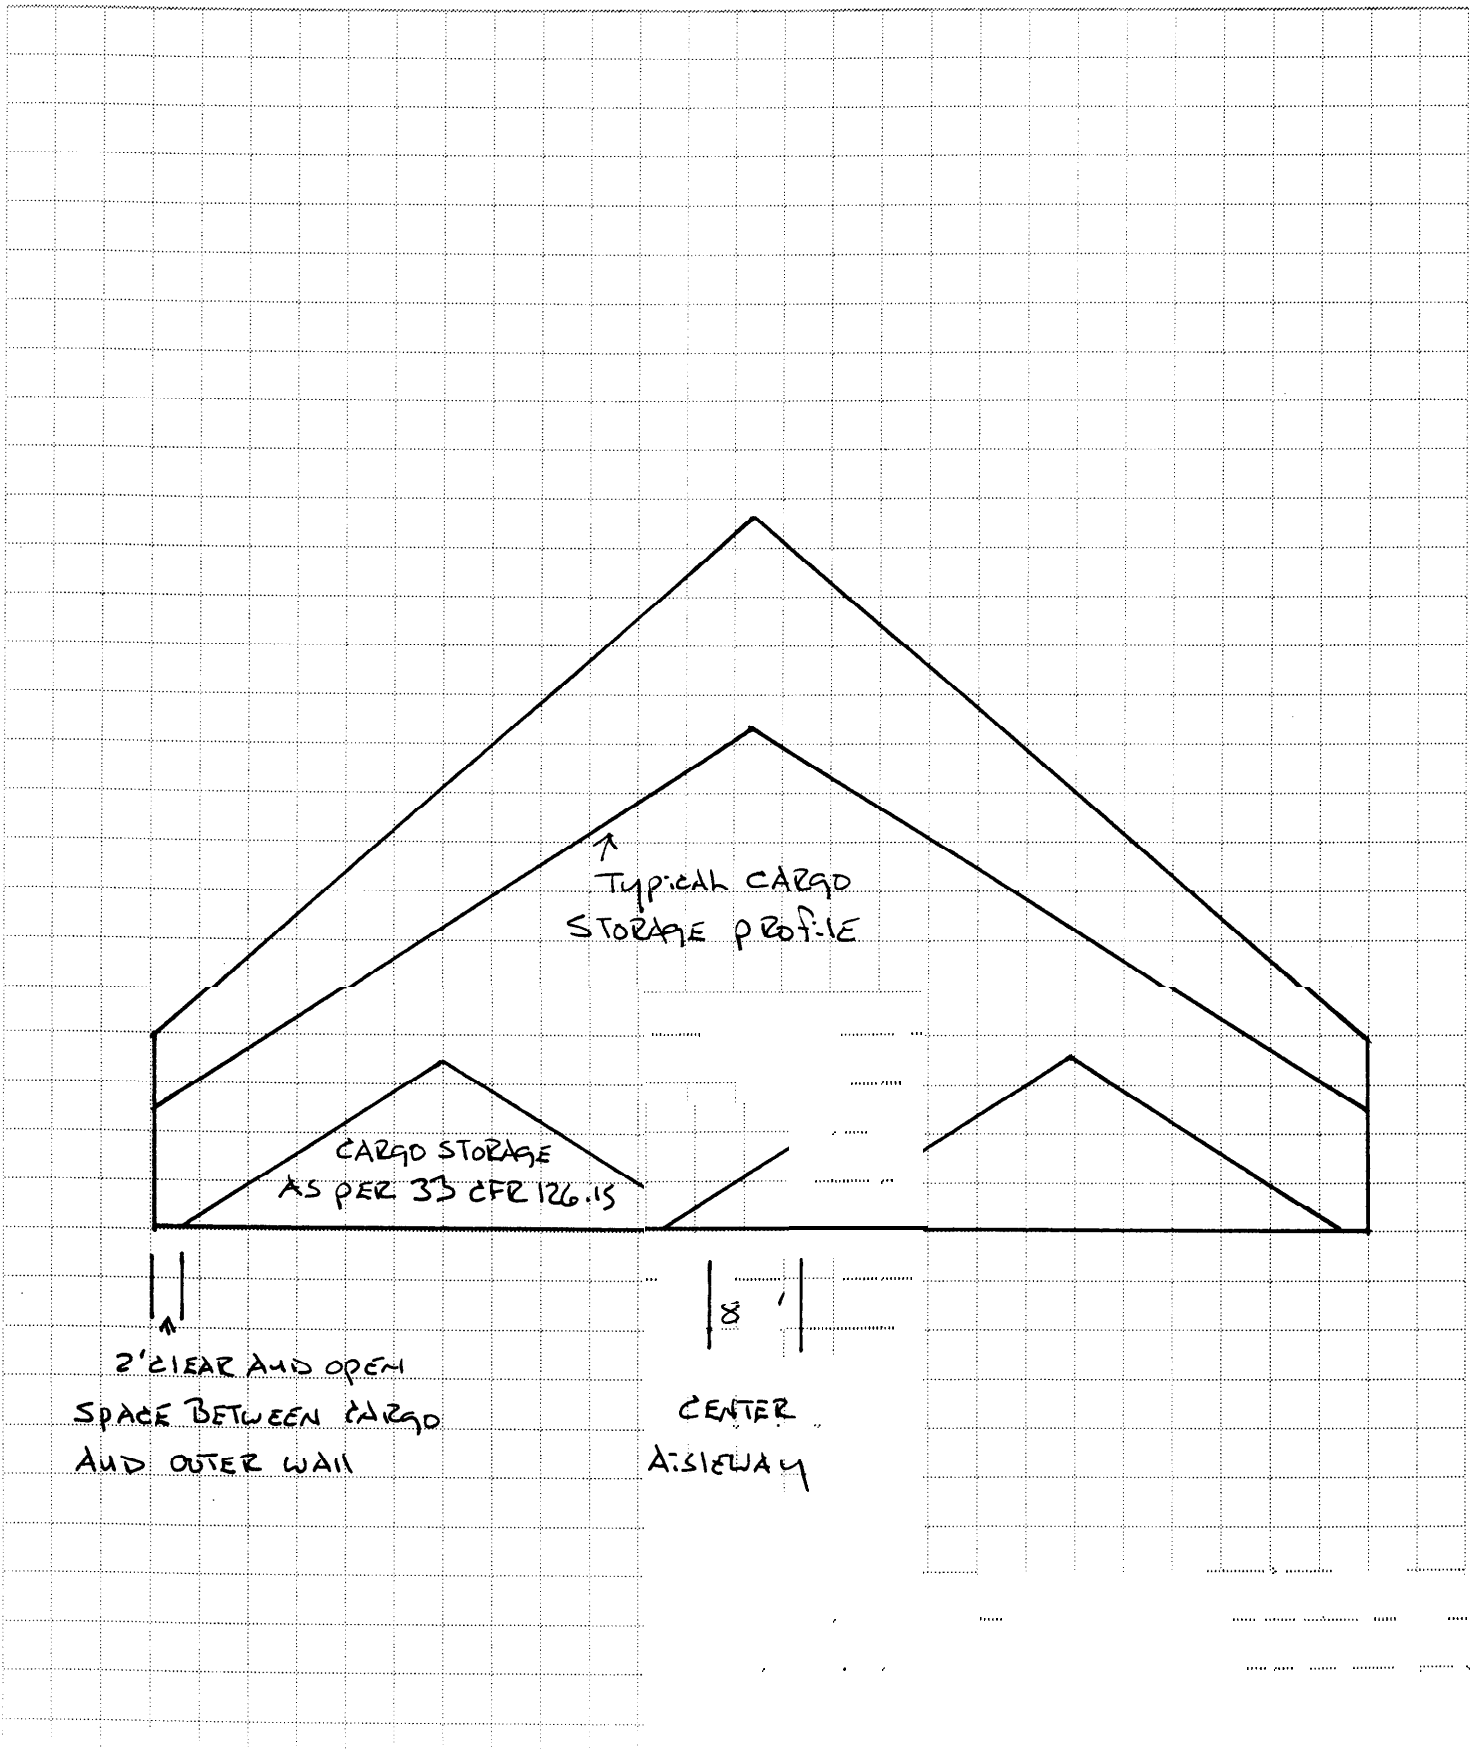 Typical CARGO
STORAGE PROFILE
CARGO STORAGE
AS PER 33 CFR 126.15
8 '
2' CLEAR AND OPEN
SPACE BETWEEN CARGO
AND OUTER WALL
CENTER
AISLEWAY